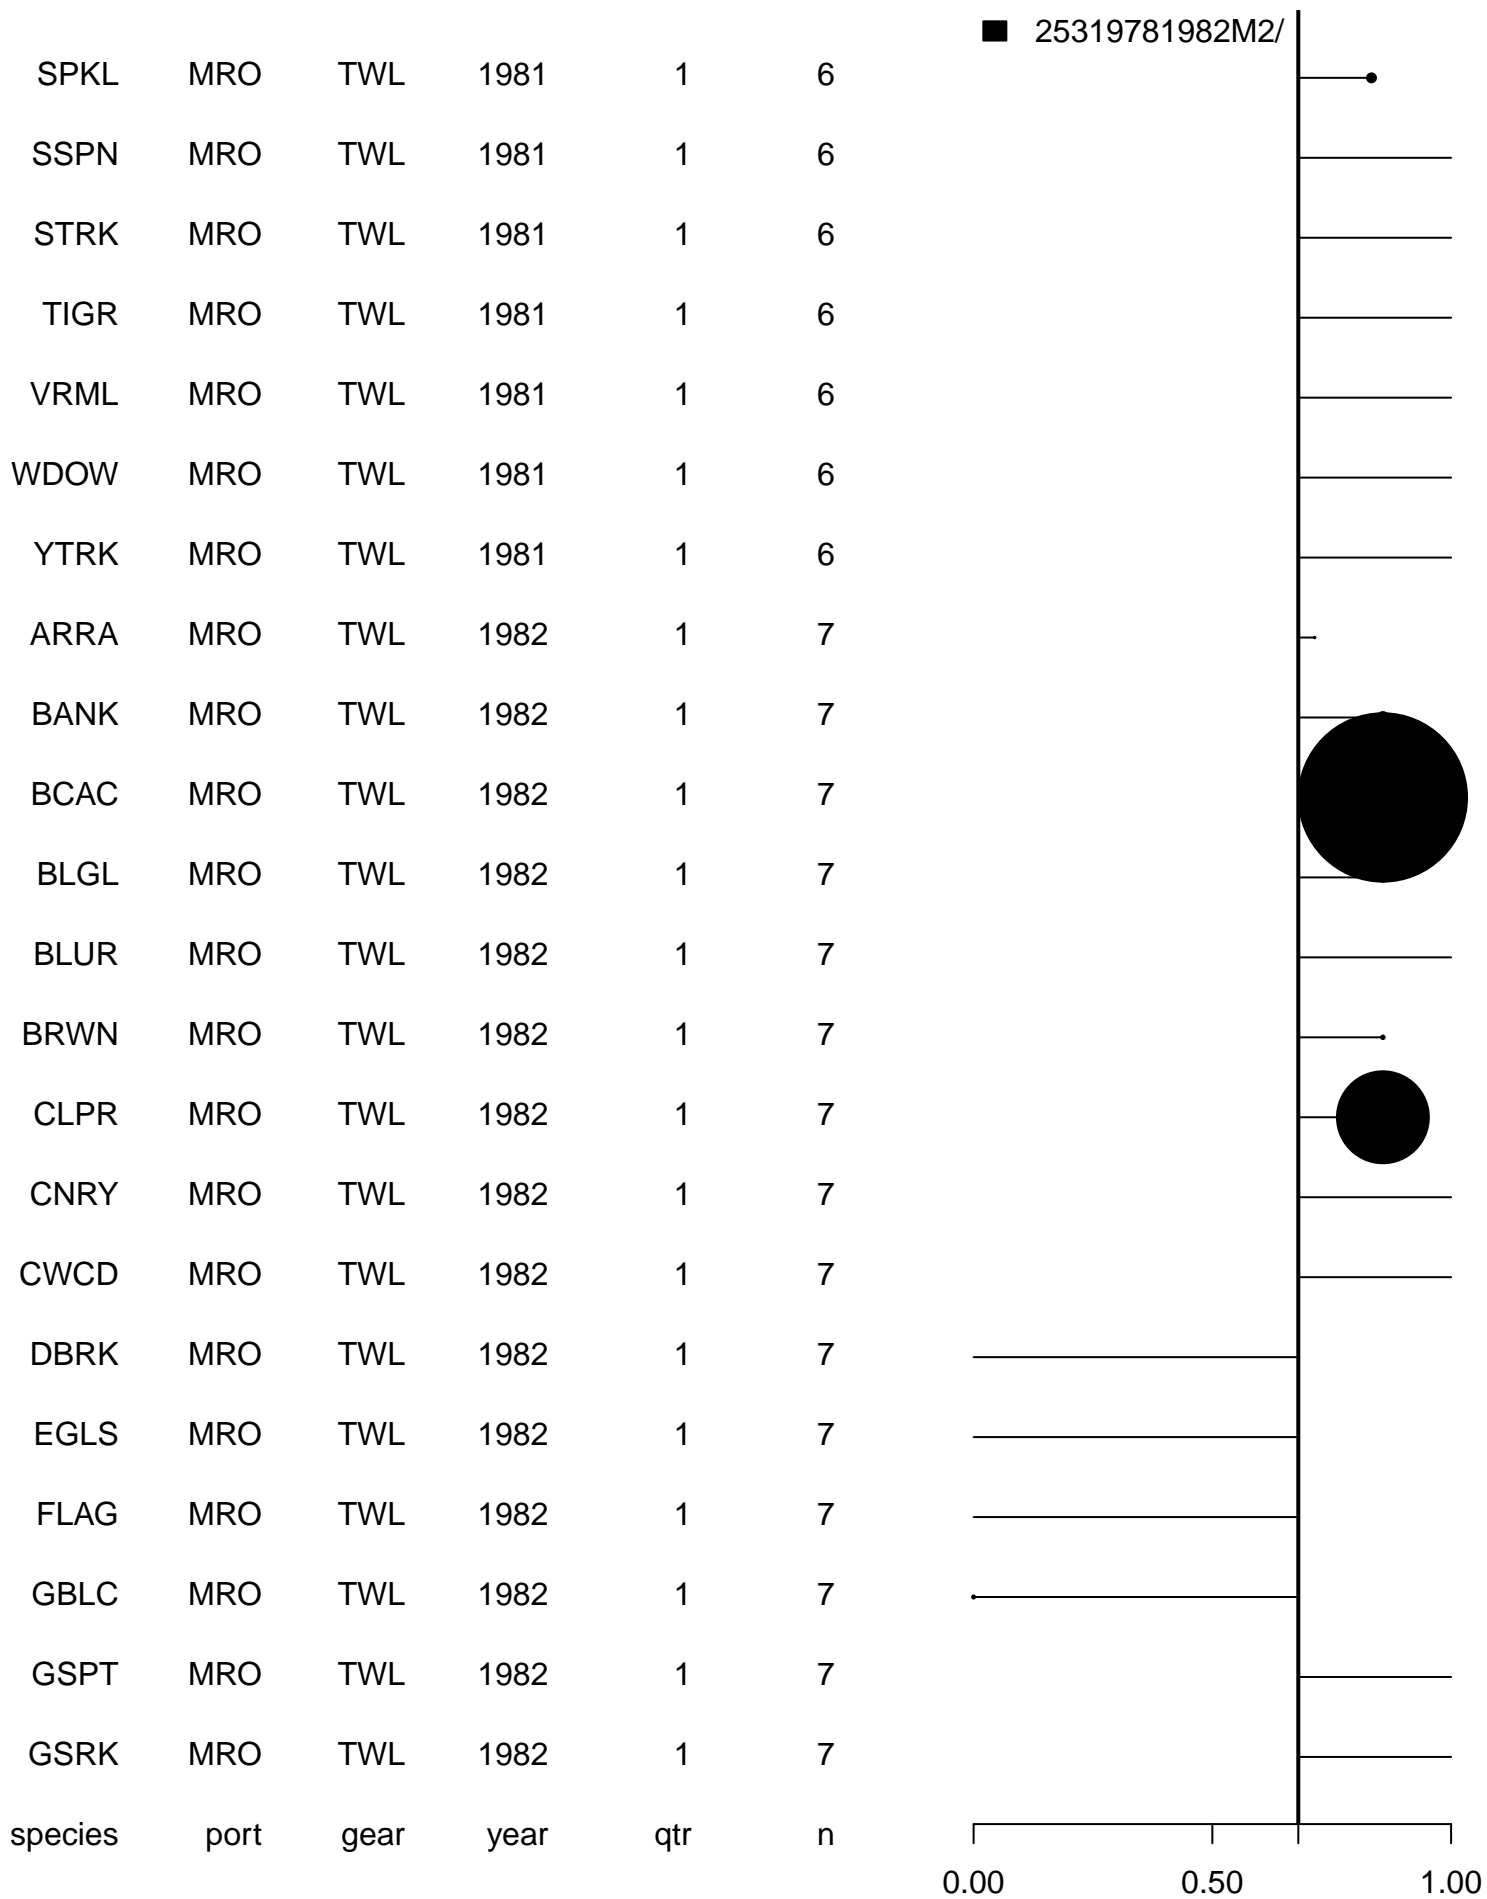 25319781982M2/
SPKL MRO TWL 1981 1 6
SSPN MRO TWL 1981 1 6
STRK MRO TWL 1981 1 6
TIGR MRO TWL 1981 1 6
VRML MRO TWL 1981 1 6
WDOW MRO TWL 1981 1 6
YTRK MRO TWL 1981 1 6
ARRA MRO TWL 1982 1 7
BANK MRO TWL 1982 1 7
BCAC MRO TWL 1982 1 7
BLGL MRO TWL 1982 1 7
BLUR MRO TWL 1982 1 7
BRWN MRO TWL 1982 1 7
CLPR MRO TWL 1982 1 7
CNRY MRO TWL 1982 1 7
CWCD MRO TWL 1982 1 7
DBRK MRO TWL 1982 1 7
EGLS MRO TWL 1982 1 7
FLAG MRO TWL 1982 1 7
GBLC MRO TWL 1982 1 7
GSPT MRO TWL 1982 1 7
GSRK MRO TWL 1982 1 7
species port gear year qtr n
0.00 0.50 1.00